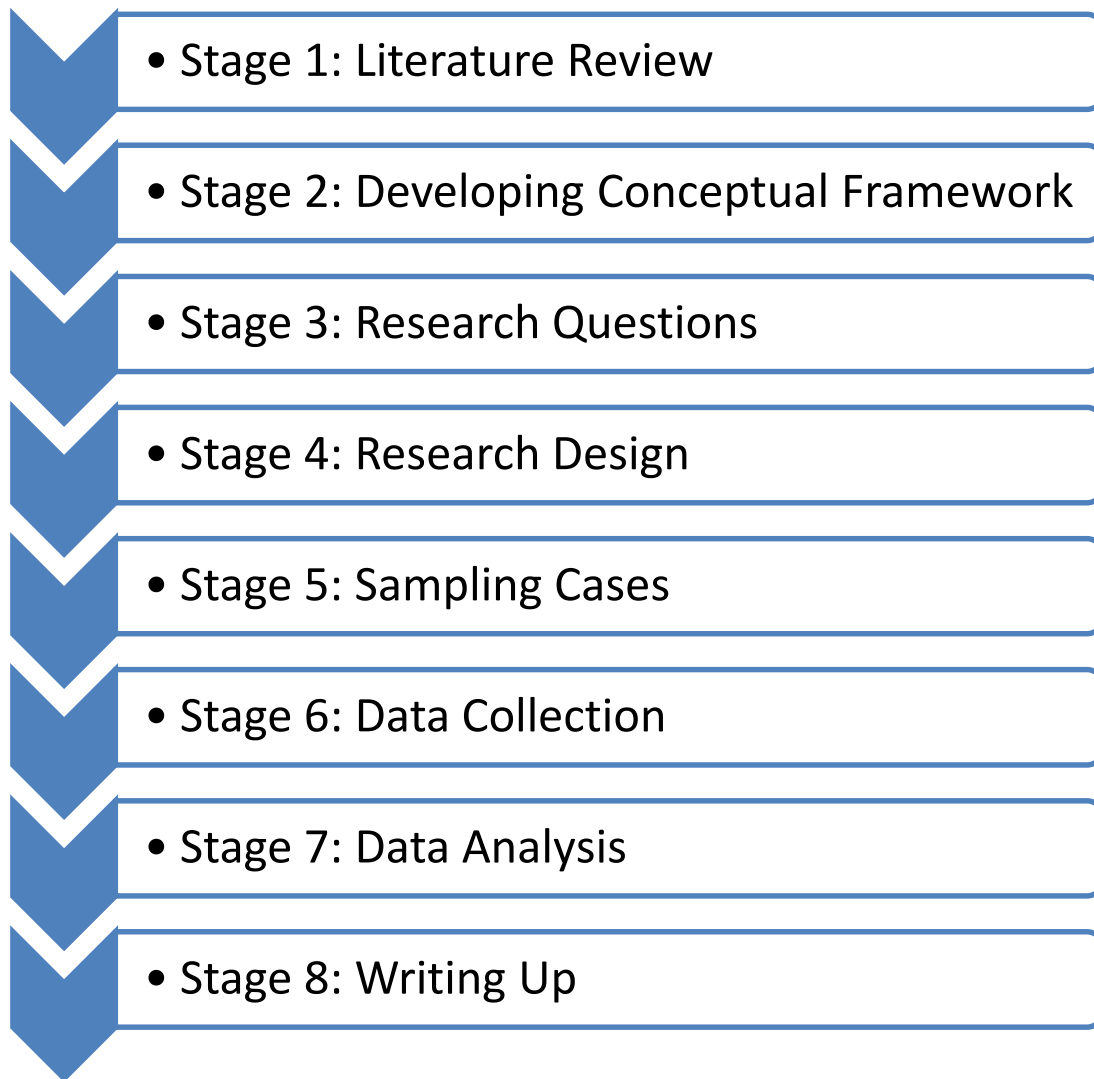 • Stage 1: Literature Review
• Stage 2: Developing Conceptual Framework
• Stage 3: Research Questions
• Stage 4: Research Design
• Stage 5: Sampling Cases
• Stage 6: Data Collection
• Stage 7: Data Analysis
• Stage 8: Writing Up